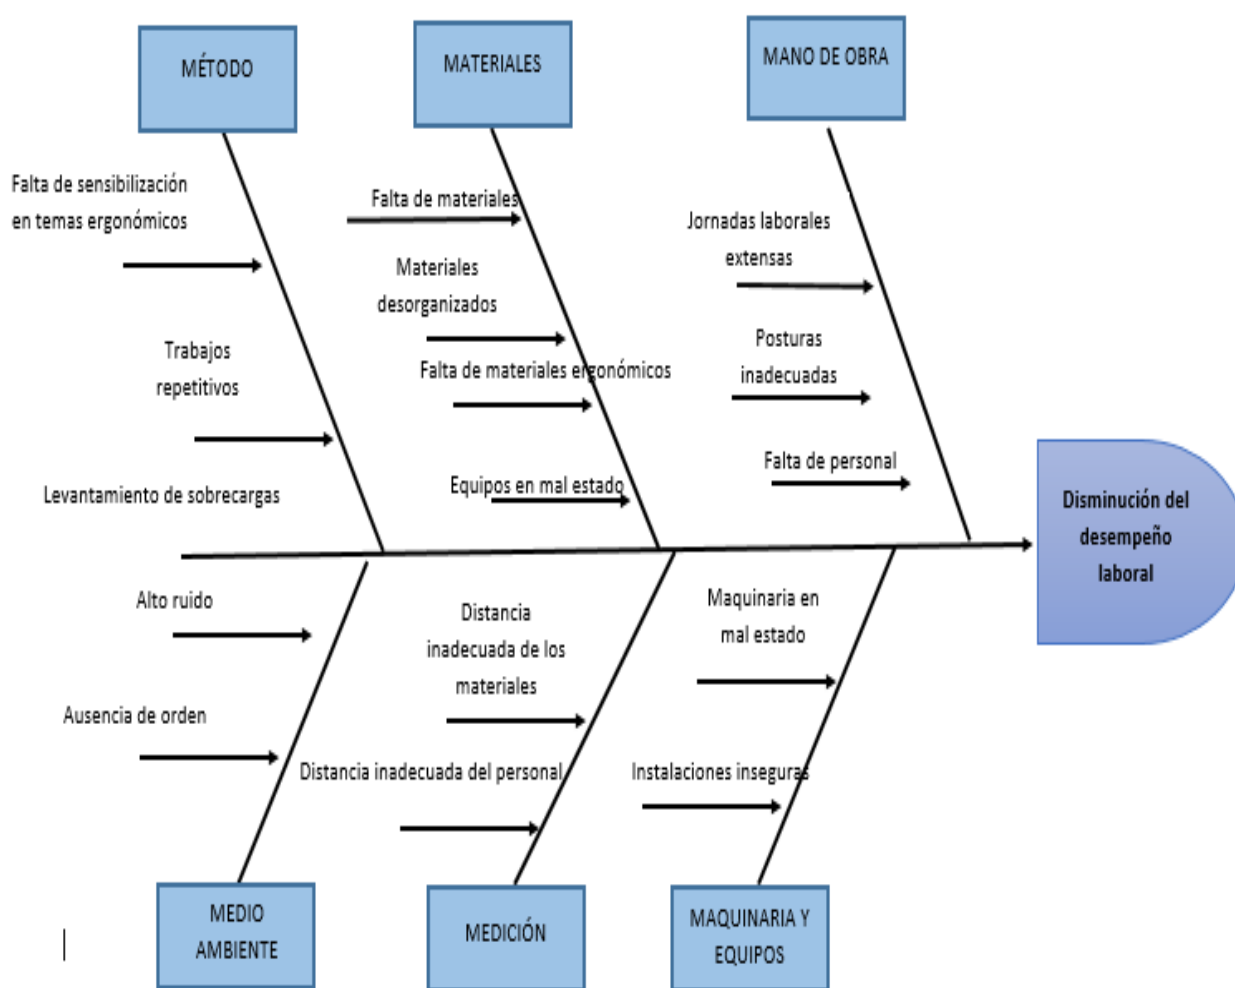 MÉTODO
MATERIALES
MANO DE OBRA
Falta de sensibilización
en temas ergonómicos
Trabajos
repetitivos
Levantamiento de sobrecargas
Falta de materiales
Materiales
desorganizados
Falta de materiales ergonómicos
Equipos en mal estado
Jornadas laborales
extensas
Posturas
inadecuadas
Falta de personal
Disminución del
desempeño
laboral
Alto ruido
Ausencia de orden
Distancia
inadecuada de los
materiales
Distancia inadecuada del personal
Maquinaria en
mal estado
Instalaciones inseguras
MEDIO
AMBIENTE
MEDICIÓN
MAQUINARIA Y
EQUIPOS